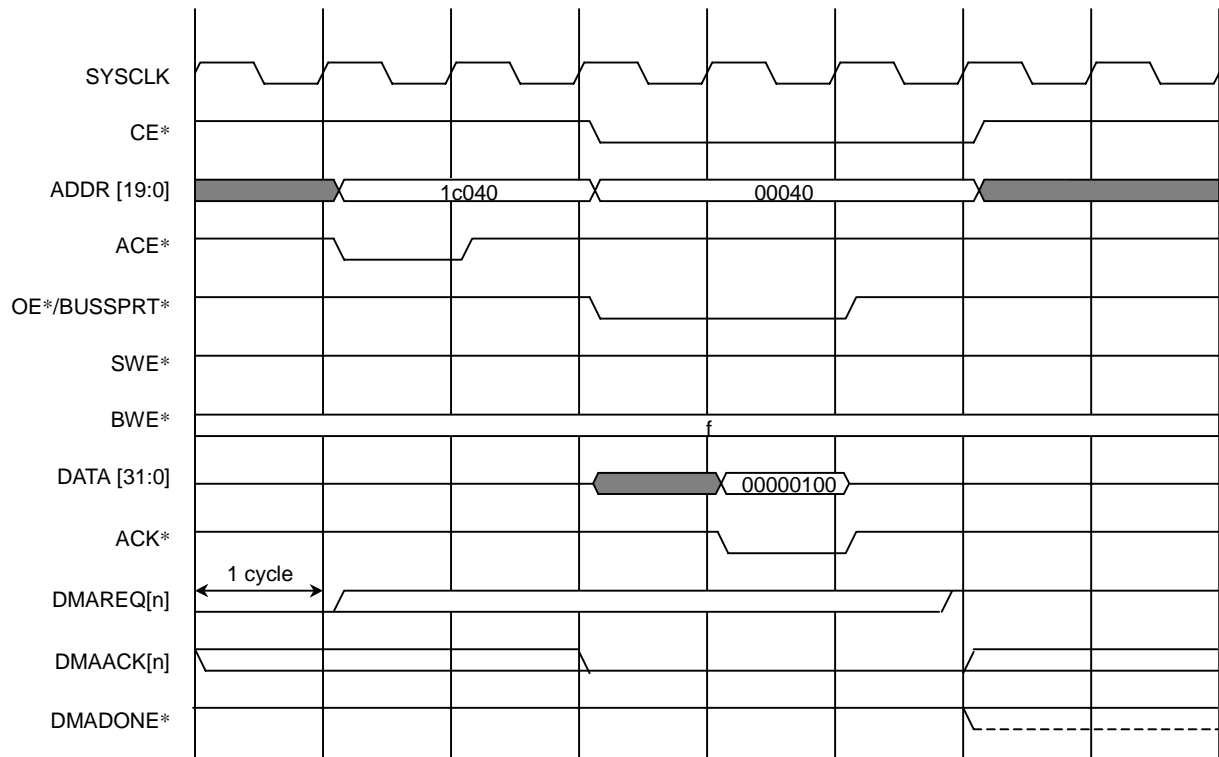 SYSCLK
CE*
ADDR [19:0]
1c040
00040
ACE*
OE*/BUSSPRT*
SWE*
BWE*
f
DATA [31:0]
00000100
ACK*
1 cycle
DMAREQ[n]
DMAACK[n]
DMADONE*